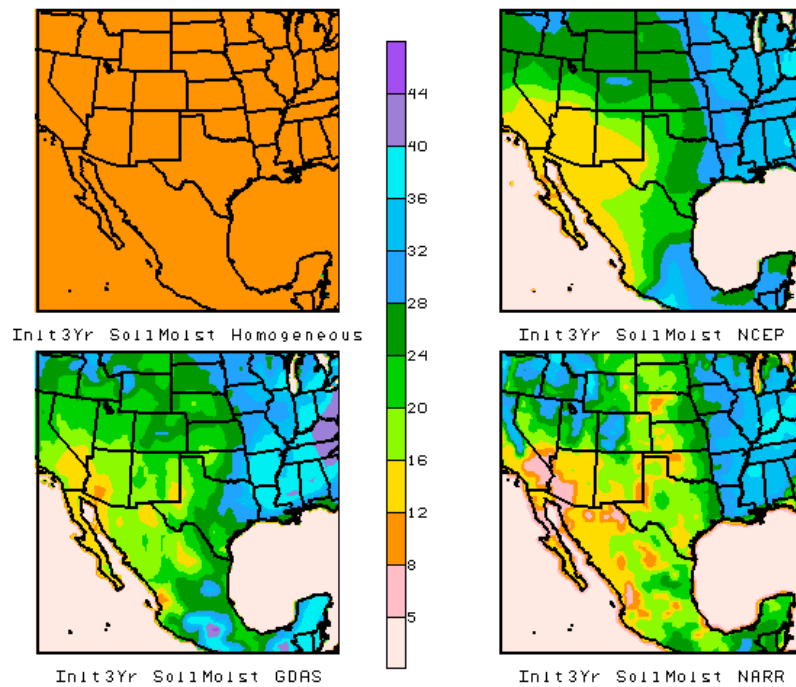 44
40
36
32
28
24
20
16
12
8
5
Init3Yr SoilMoist Homogeneous
Init3Yr SoilMoist NCEP
Init3Yr SoilMoist GDAS
Init3Yr SoilMoist NARR